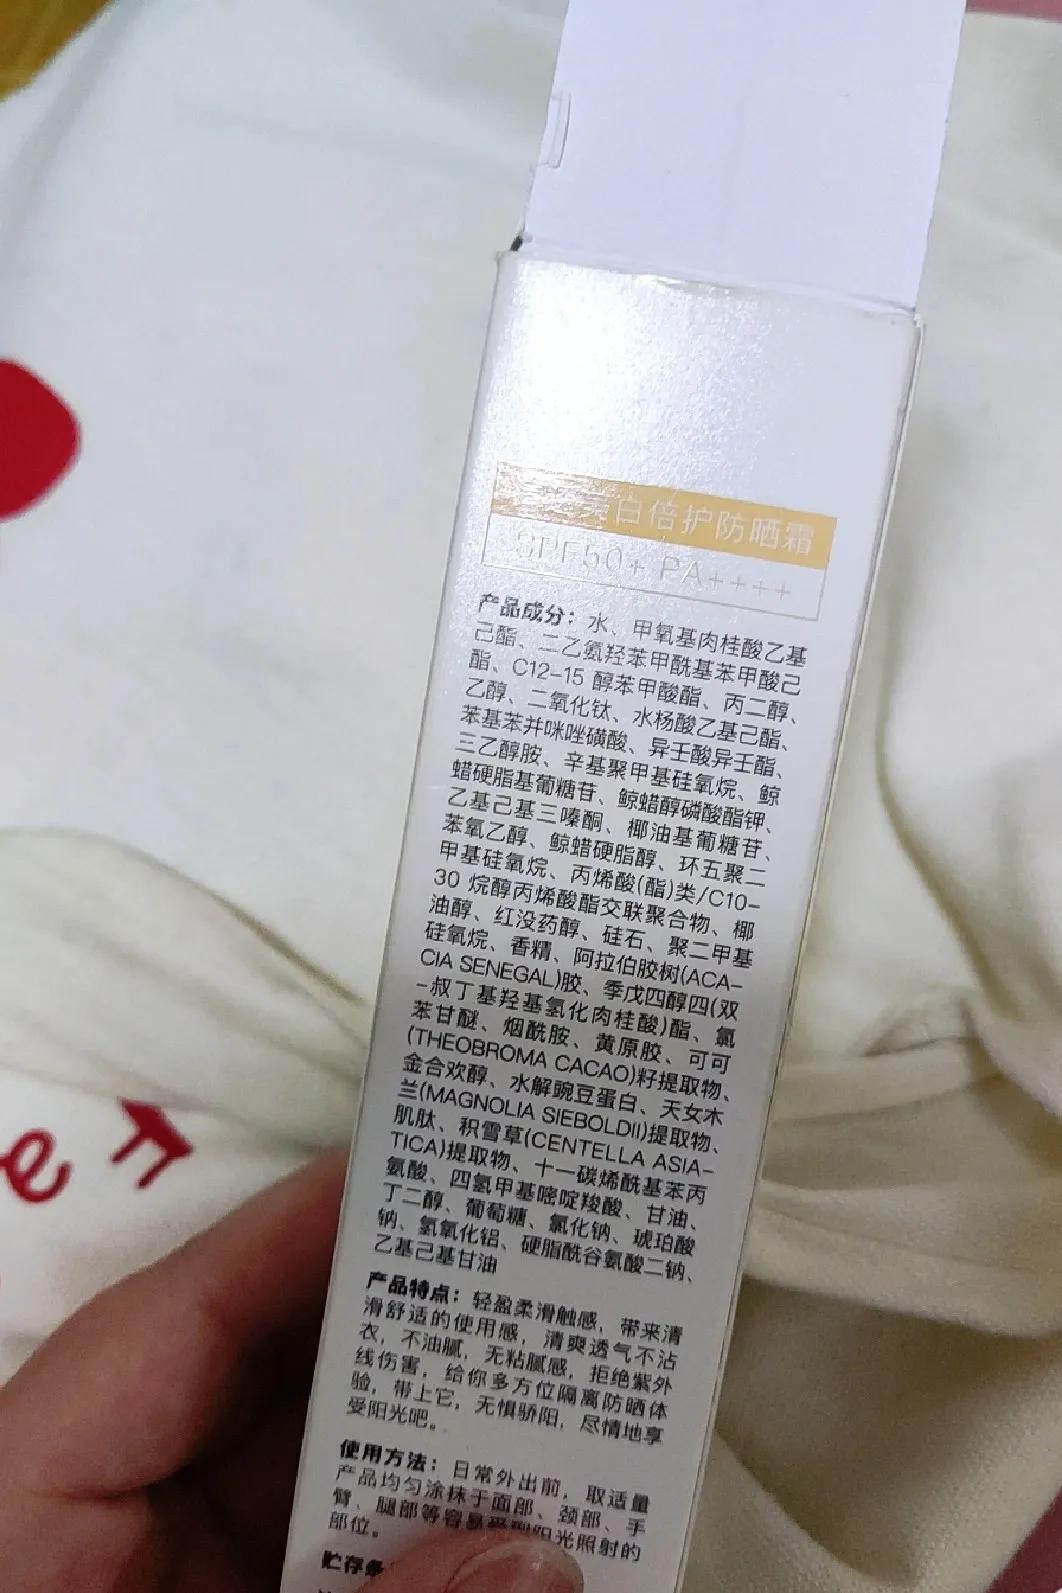 亮白倍护防晒霜
SPF50+ PA++++
产品成分：水、甲氧基肉桂酸乙基
己酯、二乙氨羟苯甲酰基苯甲酸己
酯、C12-15 醇苯甲酸酯、丙二醇、
乙醇、二氧化钛、水杨酸乙基己酯、
苯基苯并咪唑磺酸、异壬酸异壬酯、
三乙醇胺、辛基聚甲基硅氧烷、鲸
蜡硬脂基葡糖苷、鲸蜡醇磷酸酯钾、
乙基己基三嗪酮、椰油基葡糖苷、
苯氧乙醇、鲸蜡硬脂醇、环五聚二
甲基硅氧烷、丙烯酸(酯)类/C10-
30 烷醇丙烯酸酯交联聚合物、椰
油醇、红没药醇、硅石、聚二甲基
硅氧烷、香精、阿拉伯胶树(ACA-
CIA SENEGAL)胶、季戊四醇四(双
-叔丁基羟基氢化肉桂酸)酯、氯
苯甘醚、烟酰胺、黄原胶、可可
(THEOBROMA CACAO)籽提取物、
金合欢醇、水解豌豆蛋白、天女木
兰(MAGNOLIA SIEBOLDII)提取物、
肌肽、积雪草(CENTELLA ASIA-
TICA)提取物、十一碳烯酰基苯丙
氨酸、四氢甲基嘧啶羧酸、甘油、
丁二醇、葡萄糖、氯化钠、琥珀酸
钠、氢氧化铝、硬脂酰谷氨酸二钠、
乙基己基甘油
产品特点：轻盈柔滑触感，带来清
滑舒适的使用感，清爽透气不沾
衣，不油腻，无粘腻感，拒绝紫外
线伤害，给你多方位隔离防晒体
验，带上它，无惧骄阳，尽情地享
受阳光吧。
使用方法：日常外出前，取适量
产品均匀涂抹于面部、颈部、手
臂、腿部等容易受到阳光照射的
部位。
贮存条